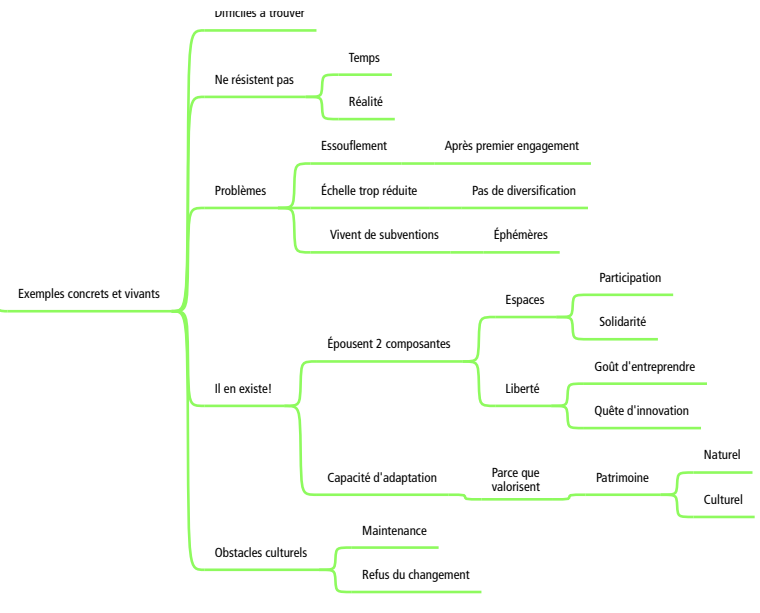 Difficiles à trouver
Ne résistent pas
Temps
Réalité
Problèmes
Essouflement
Après premier engagement
Échelle trop réduite
Pas de diversification
Vivent de subventions
Éphémères
Exemples concrets et vivants
Il en existe!
Épousent 2 composantes
Espaces
Participation
Solidarité
Liberté
Goût d'entreprendre
Quête d'innovation
Capacité d'adaptation
Parce que
valorisent
Patrimoine
Naturel
Culturel
Obstacles culturels
Maintenance
Refus du changement